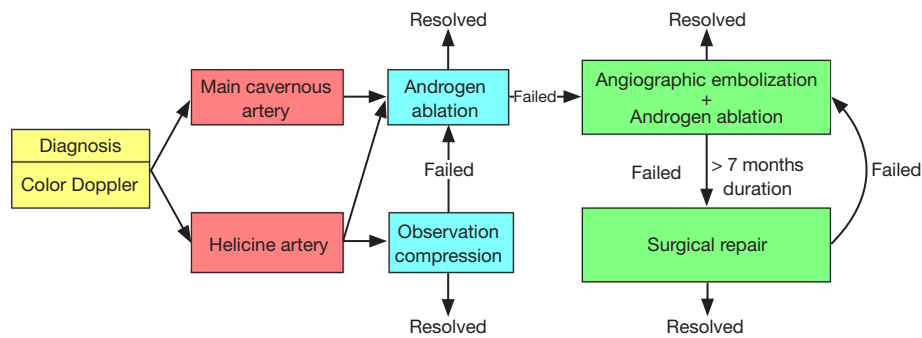 Diagnosis
Color Doppler
Main cavernous
artery
Helicine artery
Resolved
Androgen
ablation
Failed
Observation
compression
Resolved
Failed
Resolved
Angiographic embolization
+
Androgen ablation
Failed
> 7 months
duration
Surgical repair
Failed
Resolved